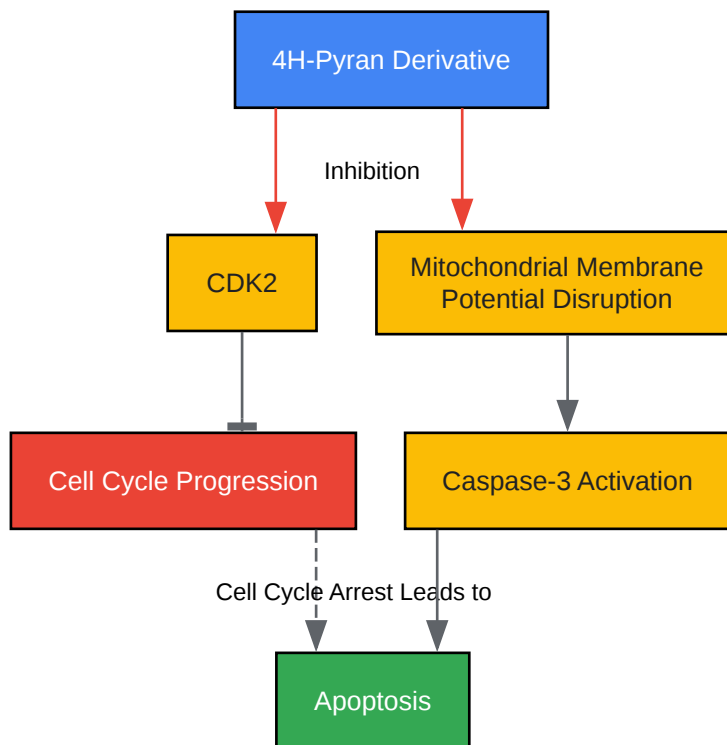 4H-Pyran Derivative
Inhibition
CDK2
Mitochondrial Membrane
Potential Disruption
Cell Cycle Progression
Caspase-3 Activation
Cell Cycle Arrest Leads to
Apoptosis